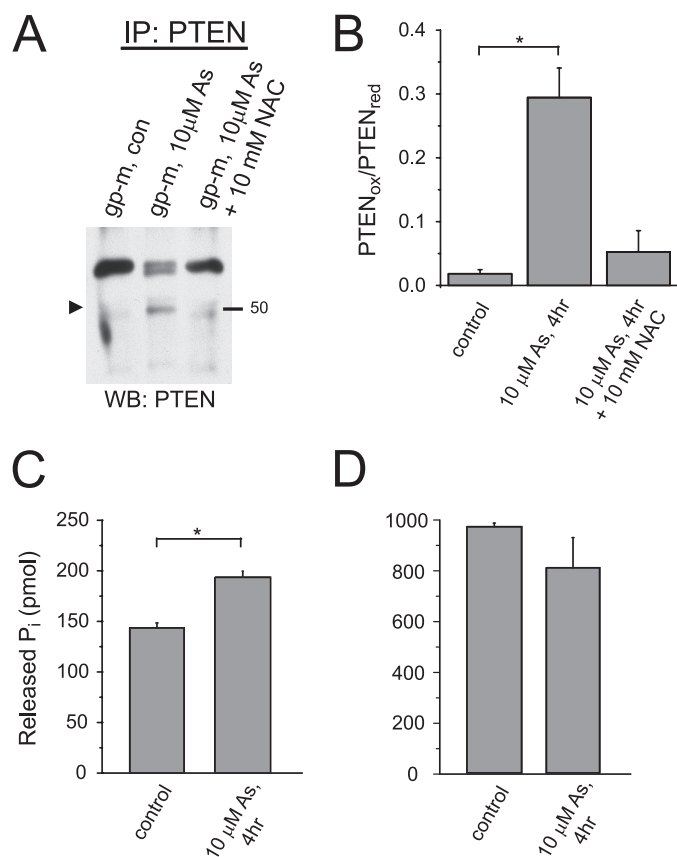 A
IP: PTEN
gp-m, con
gp-m, 10μM As
gp-m, 10μM As
+ 10 mM NAC
50
WB: PTEN
B
PTENox/PTENred
0.4
0.3
0.2
0.1
0.0
*
control
10 μM As, 4hr
10 μM As, 4hr
+ 10 mM NAC
C
Released Pi (pmol)
250
200
150
100
50
0
*
control
10 μM As,
4hr
D
1000
800
600
400
200
0
control
10 μM As,
4hr